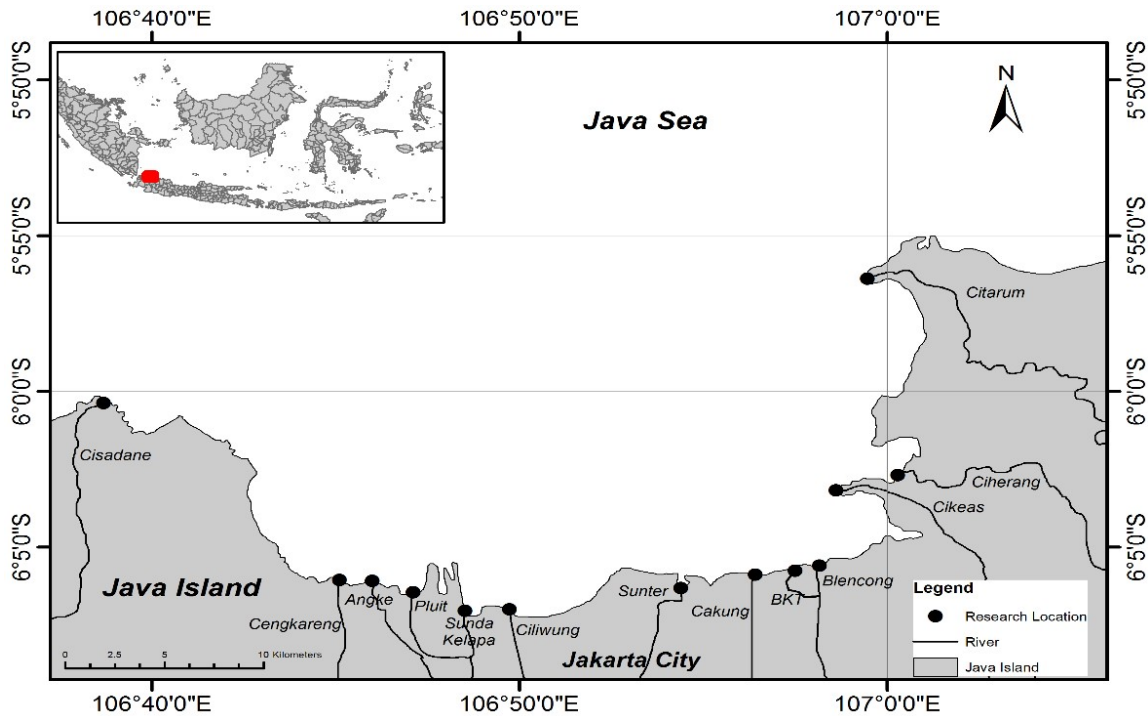 106°40'0"E
106°50'0"E
107°0'0"E
5°50'0"S
5°50'0"S
N
Java Sea
5°55'0"S
5°55'0"S
Citarum
6°0'0"S
6°0'0"S
Cisadane
Ciherang
Cikeas
6°5'0"S
6°5'0"S
Java Island
Angke
Pluit
Sunda
Kelapa
Cengkareng
Ciliwung
Sunter
Cakung
BKT
Blencong
Jakarta City
0 2.5 5 10 Kilometers
Legend
Research Location
River
Java Island
106°40'0"E
106°50'0"E
107°0'0"E